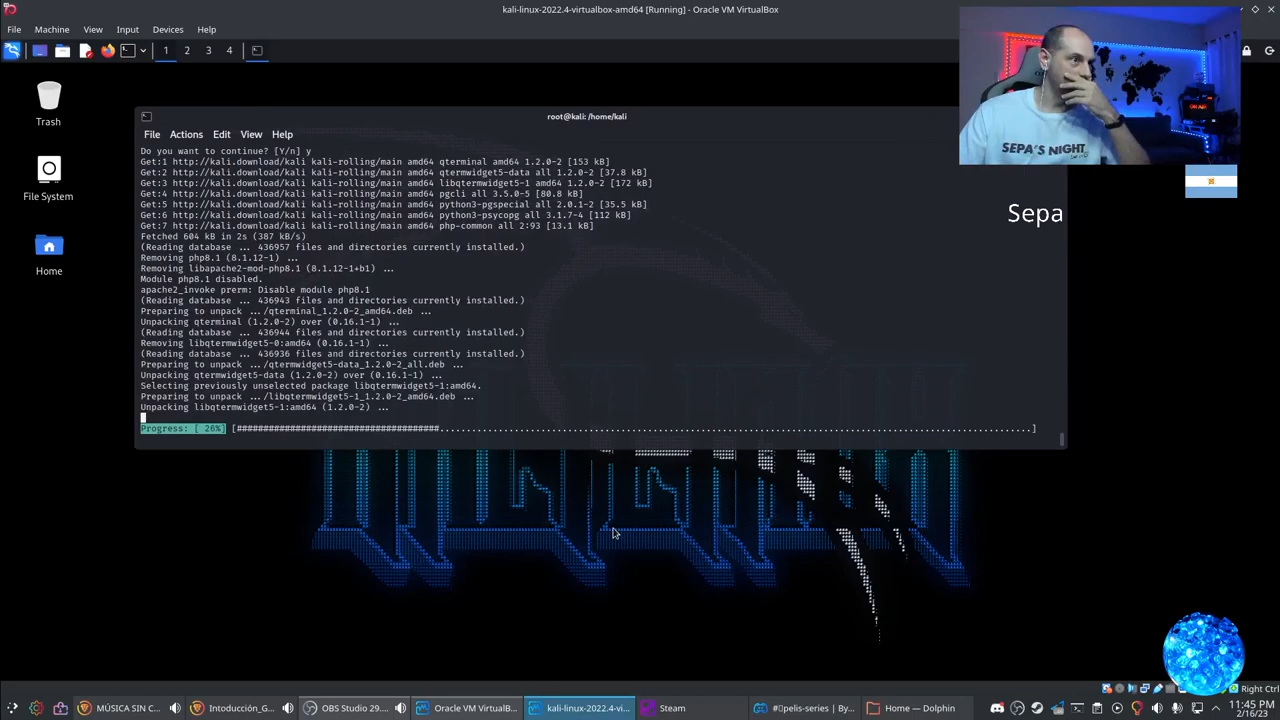 kali-linux-2022.4-virtualbox-amd64 [Running] - Oracle VM VirtualBox
File Machine View Input Devices Help
1 2 3 4
Trash
File System
Home
root@kali: /home/kali
File Actions Edit View Help
Do you want to continue? [Y/n] y
Get:1 http://kali.download/kali kali-rolling/main amd64 qterminal amd64 1.2.0-2 [153 kB]
Get:2 http://kali.download/kali kali-rolling/main amd64 qtermwidget5-data all 1.2.0-2 [37.8 kB]
Get:3 http://kali.download/kali kali-rolling/main amd64 libqtermwidget5-1 amd64 1.2.0-2 [172 kB]
Get:4 http://kali.download/kali kali-rolling/main amd64 pgcli all 3.5.0-5 [80.8 kB]
Get:5 http://kali.download/kali kali-rolling/main amd64 python3-pgspecial all 2.0.1-2 [35.5 kB]
Get:6 http://kali.download/kali kali-rolling/main amd64 python3-psycopg all 3.1.7-4 [112 kB]
Get:7 http://kali.download/kali kali-rolling/main amd64 php-common all 2:93 [13.1 kB]
Fetched 604 kB in 2s (387 kB/s)
(Reading database ... 436957 files and directories currently installed.)
Removing php8.1 (8.1.12-1) ...
Removing libapache2-mod-php8.1 (8.1.12-1+b1) ...
Module php8.1 disabled.
apache2_invoke prerm: Disable module php8.1
(Reading database ... 436943 files and directories currently installed.)
Preparing to unpack .../qterminal_1.2.0-2_amd64.deb ...
Unpacking qterminal (1.2.0-2) over (0.16.1-1) ...
(Reading database ... 436944 files and directories currently installed.)
Removing libqtermwidget5-0:amd64 (0.16.1-1) ...
(Reading database ... 436936 files and directories currently installed.)
Preparing to unpack .../qtermwidget5-data_1.2.0-2_all.deb ...
Unpacking qtermwidget5-data (1.2.0-2) over (0.16.1-1) ...
Selecting previously unselected package libqtermwidget5-1:amd64.
Preparing to unpack .../libqtermwidget5-1_1.2.0-2_amd64.deb ...
Unpacking libqtermwidget5-1:amd64 (1.2.0-2) ...
Progress: [ 26%] [######################################..................................................................................................................]
SEPA'S NIGHT
ON AIR
Sepa
Right Ctrl
MÚSICA SIN C... Intoducción_G... OBS Studio 29.... Oracle VM VirtualB... kali-linux-2022.4-vi... Steam #pelis-series | By... Home — Dolphin
11:45 PM
2/16/23